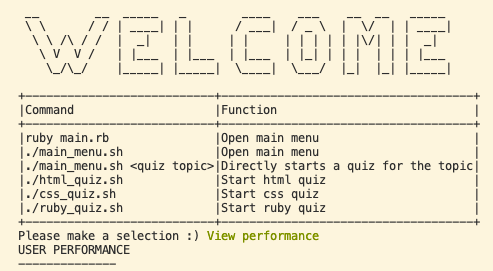 WELCOME
Command Function
ruby main.rb Open main menu
./main_menu.sh Open main menu
./main_menu.sh <quiz topic> Directly starts a quiz for the topic
./html_quiz.sh Start html quiz
./css_quiz.sh Start css quiz
./ruby_quiz.sh Start ruby quiz
Please make a selection :) View performance
USER PERFORMANCE